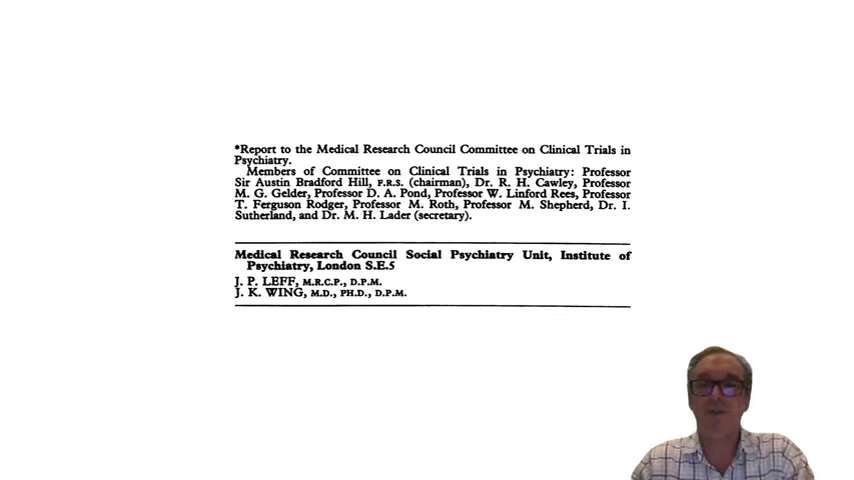 *Report to the Medical Research Council Committee on Clinical Trials in
Psychiatry.
Members of Committee on Clinical Trials in Psychiatry: Professor
Sir Austin Bradford Hill, F.R.S. (chairman), Dr. R. H. Cawley, Professor
M. G. Gelder, Professor D. A. Pond, Professor W. Linford Rees, Professor
T. Ferguson Rodger, Professor M. Roth, Professor M. Shepherd, Dr. I.
Sutherland, and Dr. M. H. Lader (secretary).
Medical Research Council Social Psychiatry Unit, Institute of
Psychiatry, London S.E.5
J. P. LEFF, M.R.C.P., D.P.M.
J. K. WING, M.D., PH.D., D.P.M.